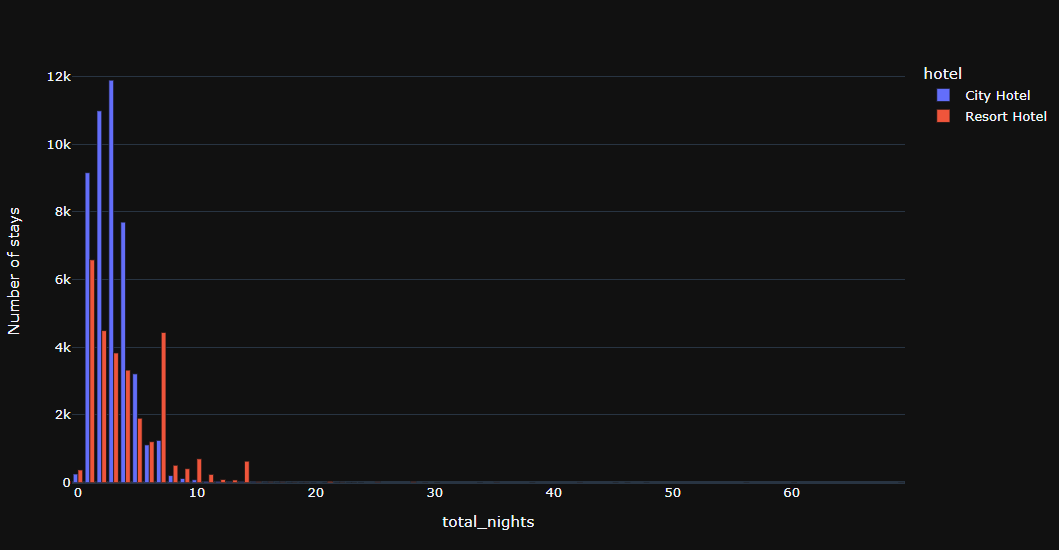 hotel
City Hotel
Resort Hotel
Number of stays
12k
10k
8k
6k
4k
2k
0
0 10 20 30 40 50 60
total_nights